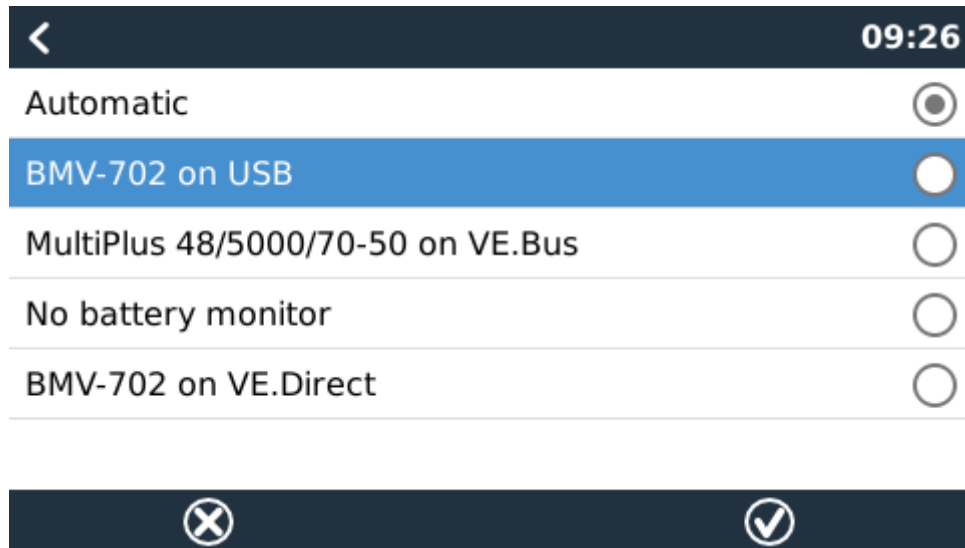 09:26
Automatic
BMV-702 on USB
MultiPlus 48/5000/70-50 on VE.Bus
No battery monitor
BMV-702 on VE.Direct